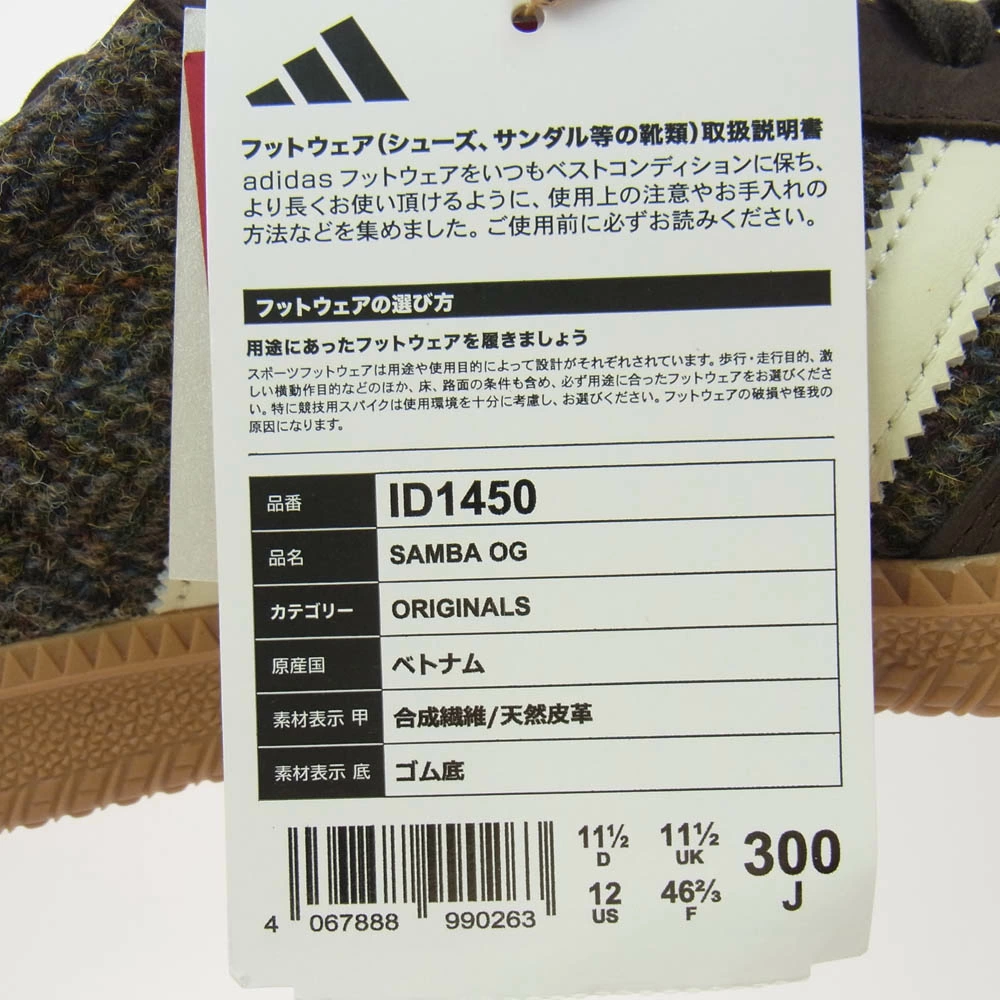 フットウェア(シューズ、サンダル等の靴類)取扱説明書
adidas フットウェアをいつもベストコンディションに保ち、
より長くお使い頂けるように、使用上の注意やお手入れの
方法などを集めました。ご使用前に必ずお読みください。
フットウェアの選び方
用途にあったフットウェアを履きましょう
スポーツフットウェアは用途や使用目的によって設計がそれぞれされています。歩行・走行目的、激
しい横動作目的などのほか、床、路面の条件も含め、必ず用途に合ったフットウェアをお選びくださ
い。特に競技用スパイクは使用環境を十分に考慮し、お選びください。フットウェアの破損や怪我の
原因になります。
品番 ID1450
品名 SAMBA OG
カテゴリー ORIGINALS
原産国 ベトナム
素材表示 甲 合成繊維/天然皮革
素材表示 底 ゴム底
11½ 11½ 300
D UK J
12 46⅔
US F
4 067888 990263